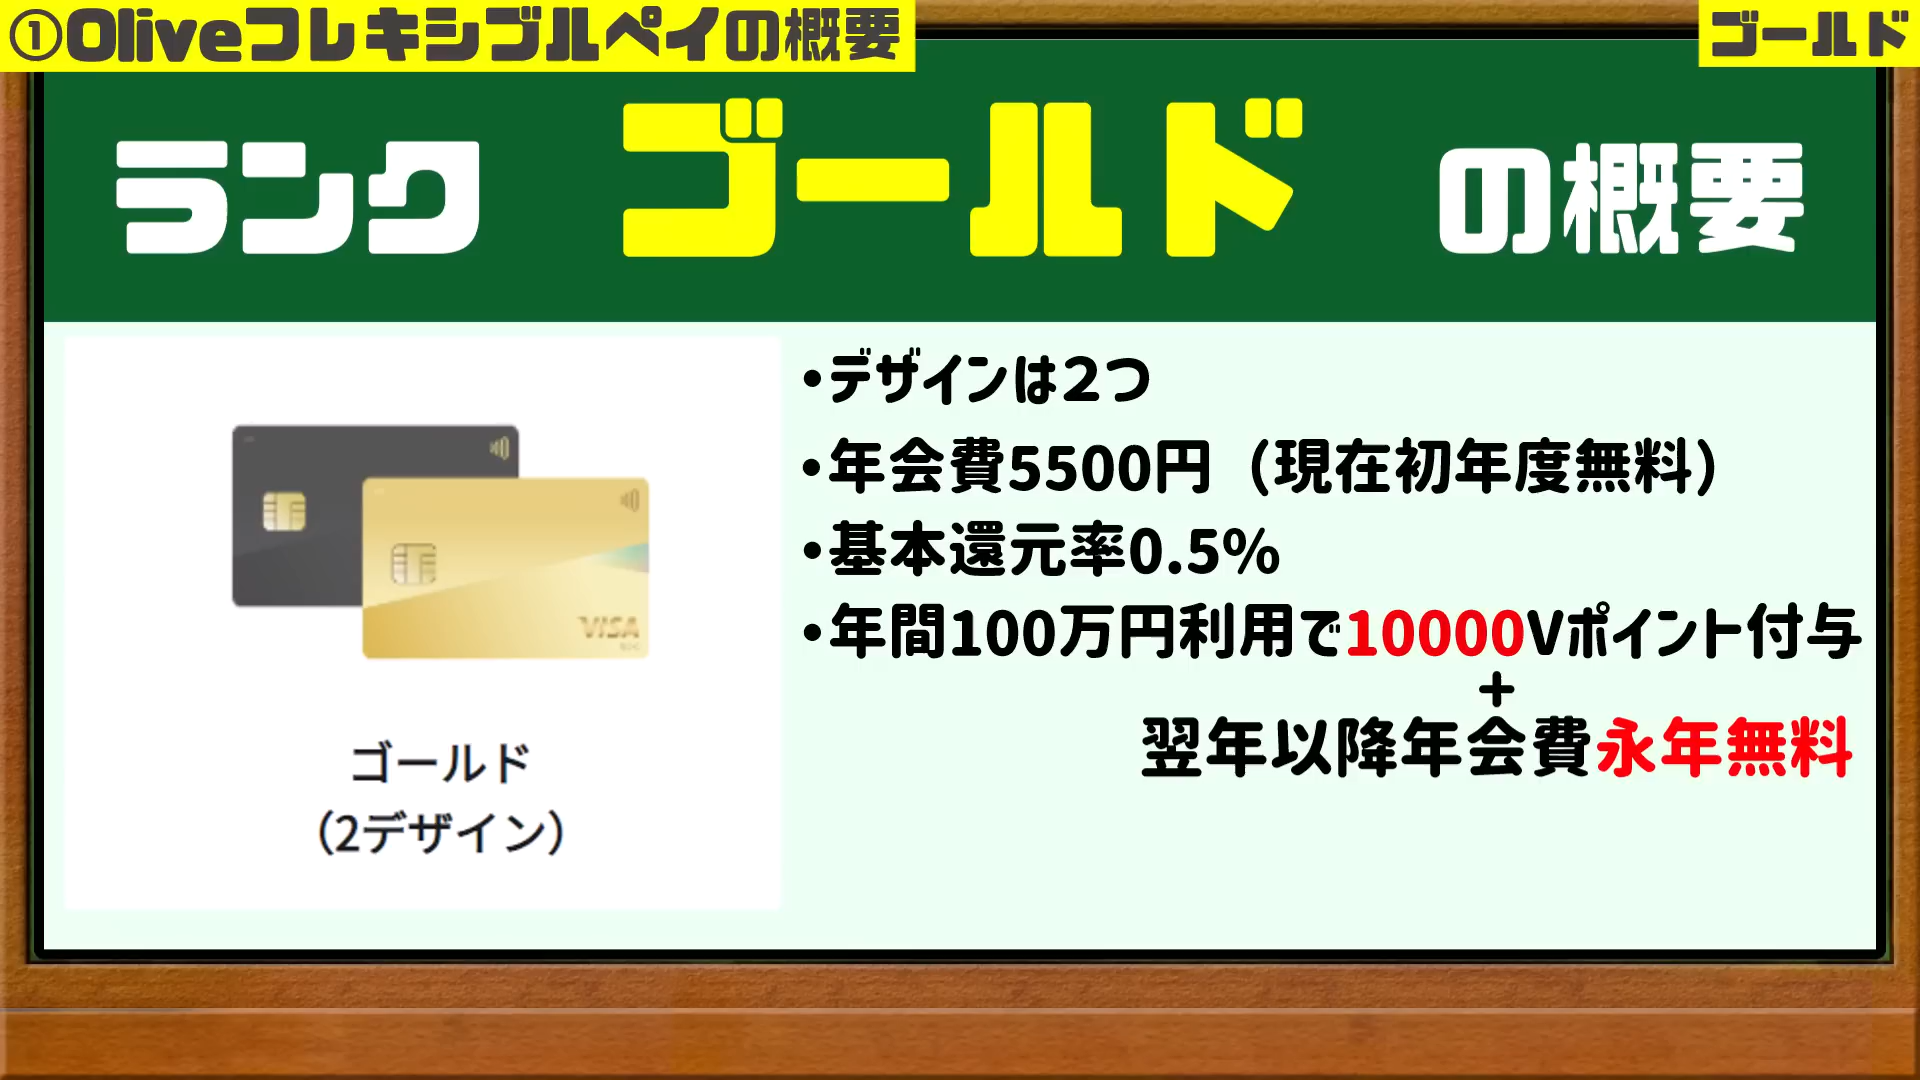 ①Oliveフレキシブルペイの概要
ゴールド
ランク ゴールド の概要
•デザインは2つ
•年会費5500円（現在初年度無料）
•基本還元率0.5%
•年間100万円利用で10000Vポイント付与
+
翌年以降年会費永年無料
VISA
ゴールド
（2デザイン）